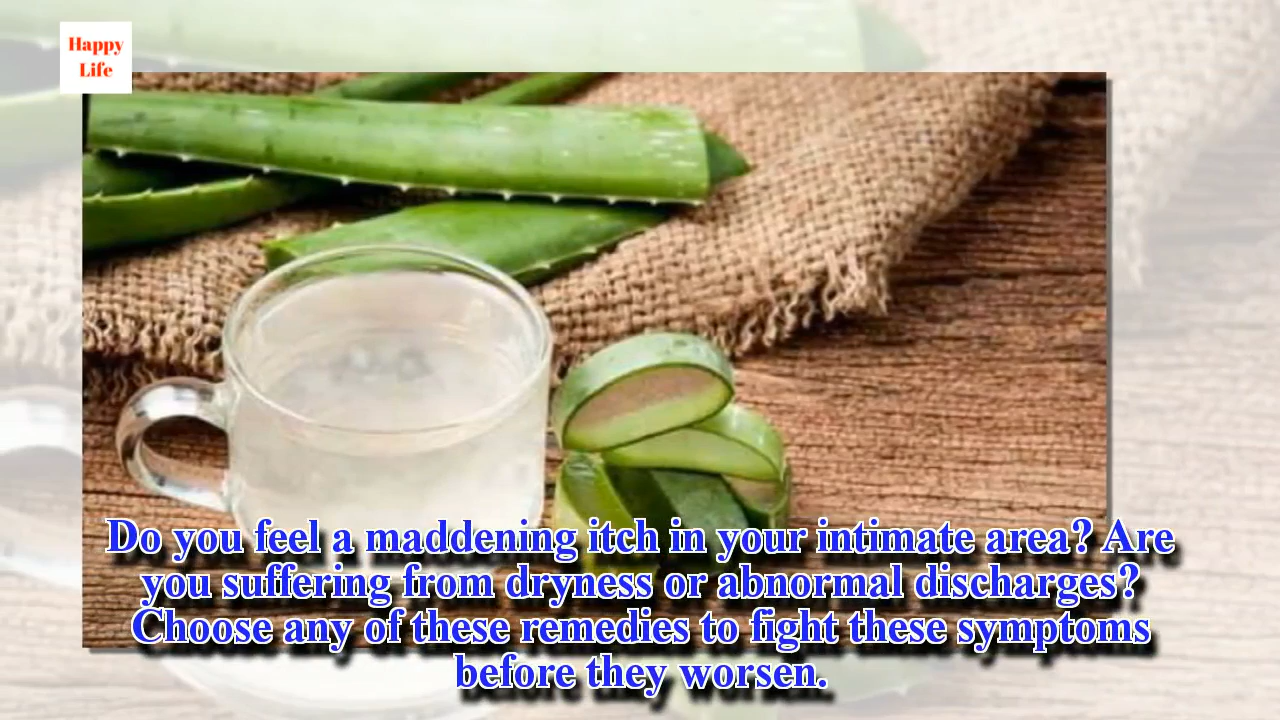 Happy
Life
Do you feel a maddening itch in your intimate area? Are
you suffering from dryness or abnormal discharges?
Choose any of these remedies to fight these symptoms
before they worsen.